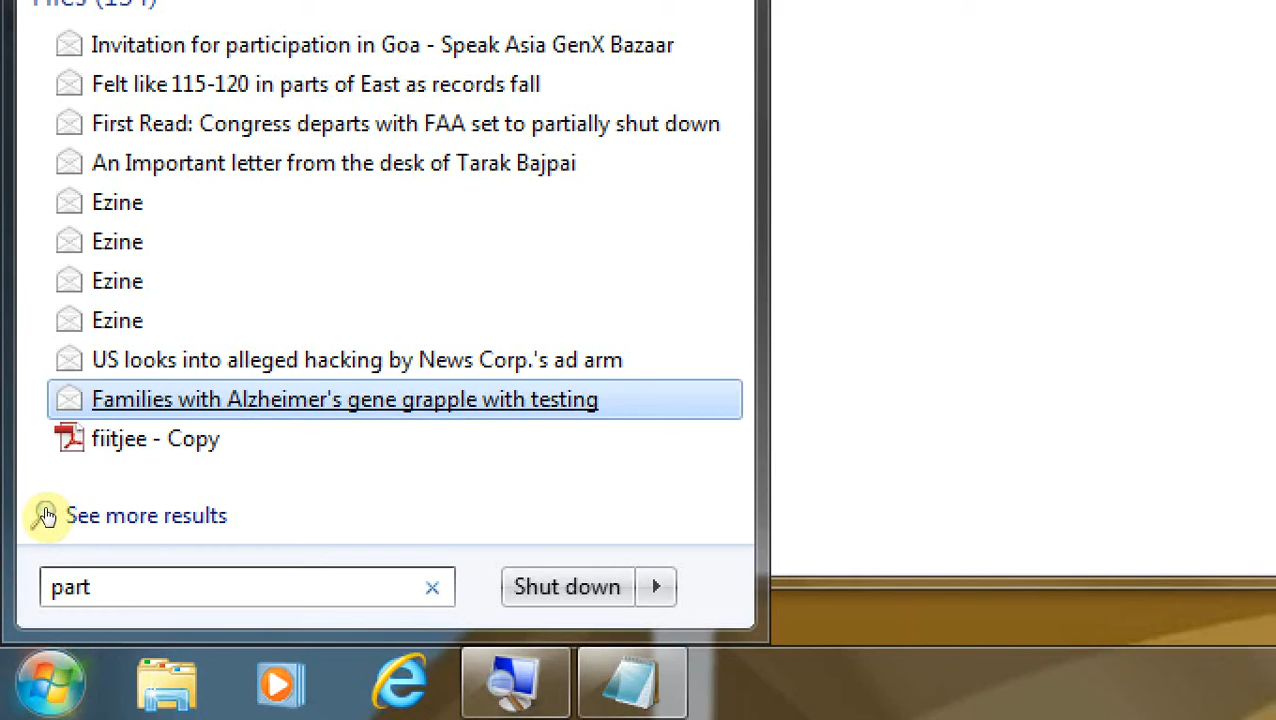 Files (134)
Invitation for participation in Goa - Speak Asia GenX Bazaar
Felt like 115-120 in parts of East as records fall
First Read: Congress departs with FAA set to partially shut down
An Important letter from the desk of Tarak Bajpai
Ezine
Ezine
Ezine
Ezine
US looks into alleged hacking by News Corp.'s ad arm
Families with Alzheimer's gene grapple with testing
fiitjee - Copy
See more results
part
Shut down